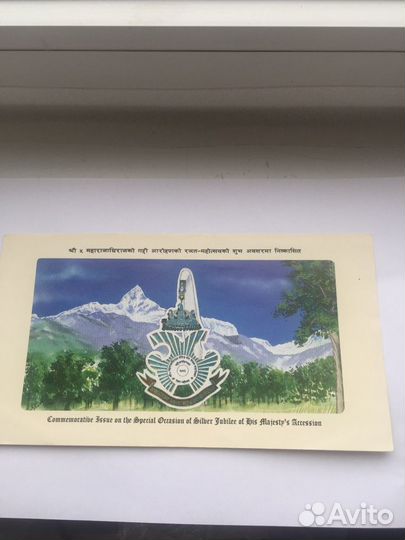 श्री ५ महाराजाधिराजको गद्दी आरोहणको रजत-महोत्सवको शुभ अवसरमा निष्कासित
Commemorative Issue on the Special Occasion of Silver Jubilee of His Majesty's Accession
Avito